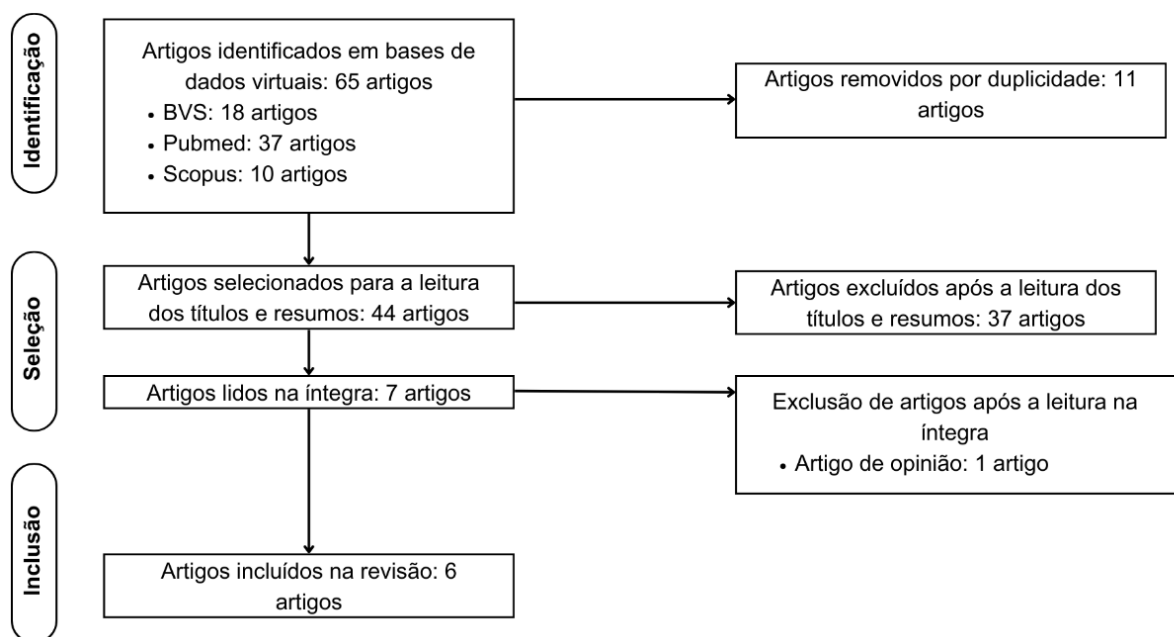 Identificação
Artigos identificados em bases de
dados virtuais: 65 artigos
• BVS: 18 artigos
• Pubmed: 37 artigos
• Scopus: 10 artigos
Artigos removidos por duplicidade: 11
artigos
Seleção
Artigos selecionados para a leitura
dos títulos e resumos: 44 artigos
Artigos excluídos após a leitura dos
títulos e resumos: 37 artigos
Artigos lidos na íntegra: 7 artigos
Exclusão de artigos após a leitura na
íntegra
• Artigo de opinião: 1 artigo
Inclusão
Artigos incluídos na revisão: 6
artigos